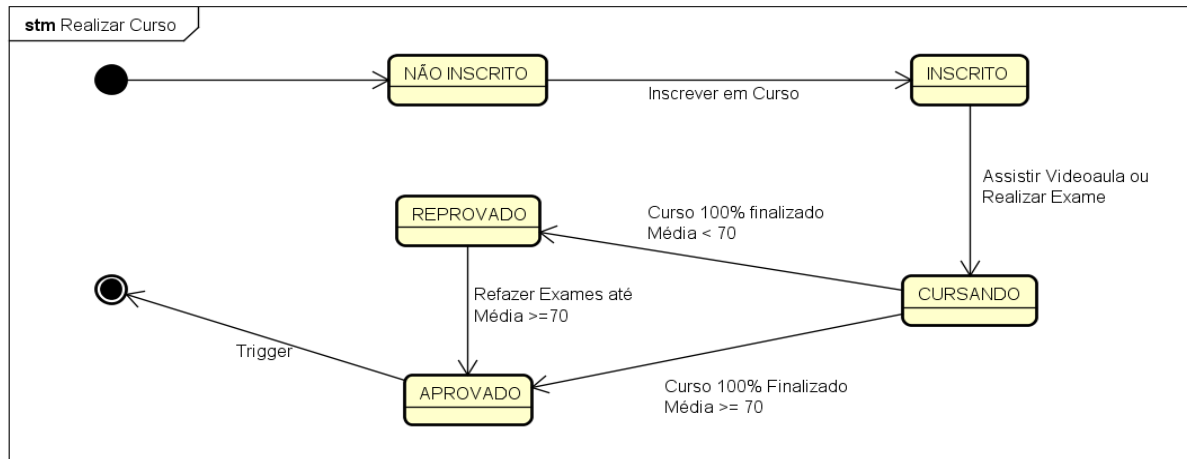 stm Realizar Curso
NÃO INSCRITO
INSCRITO
Inscrever em Curso
Assistir Videoaula ou
Realizar Exame
REPROVADO
Curso 100% finalizado
Média < 70
CURSANDO
Refazer Exames até
Média >=70
Trigger
APROVADO
Curso 100% Finalizado
Média >= 70